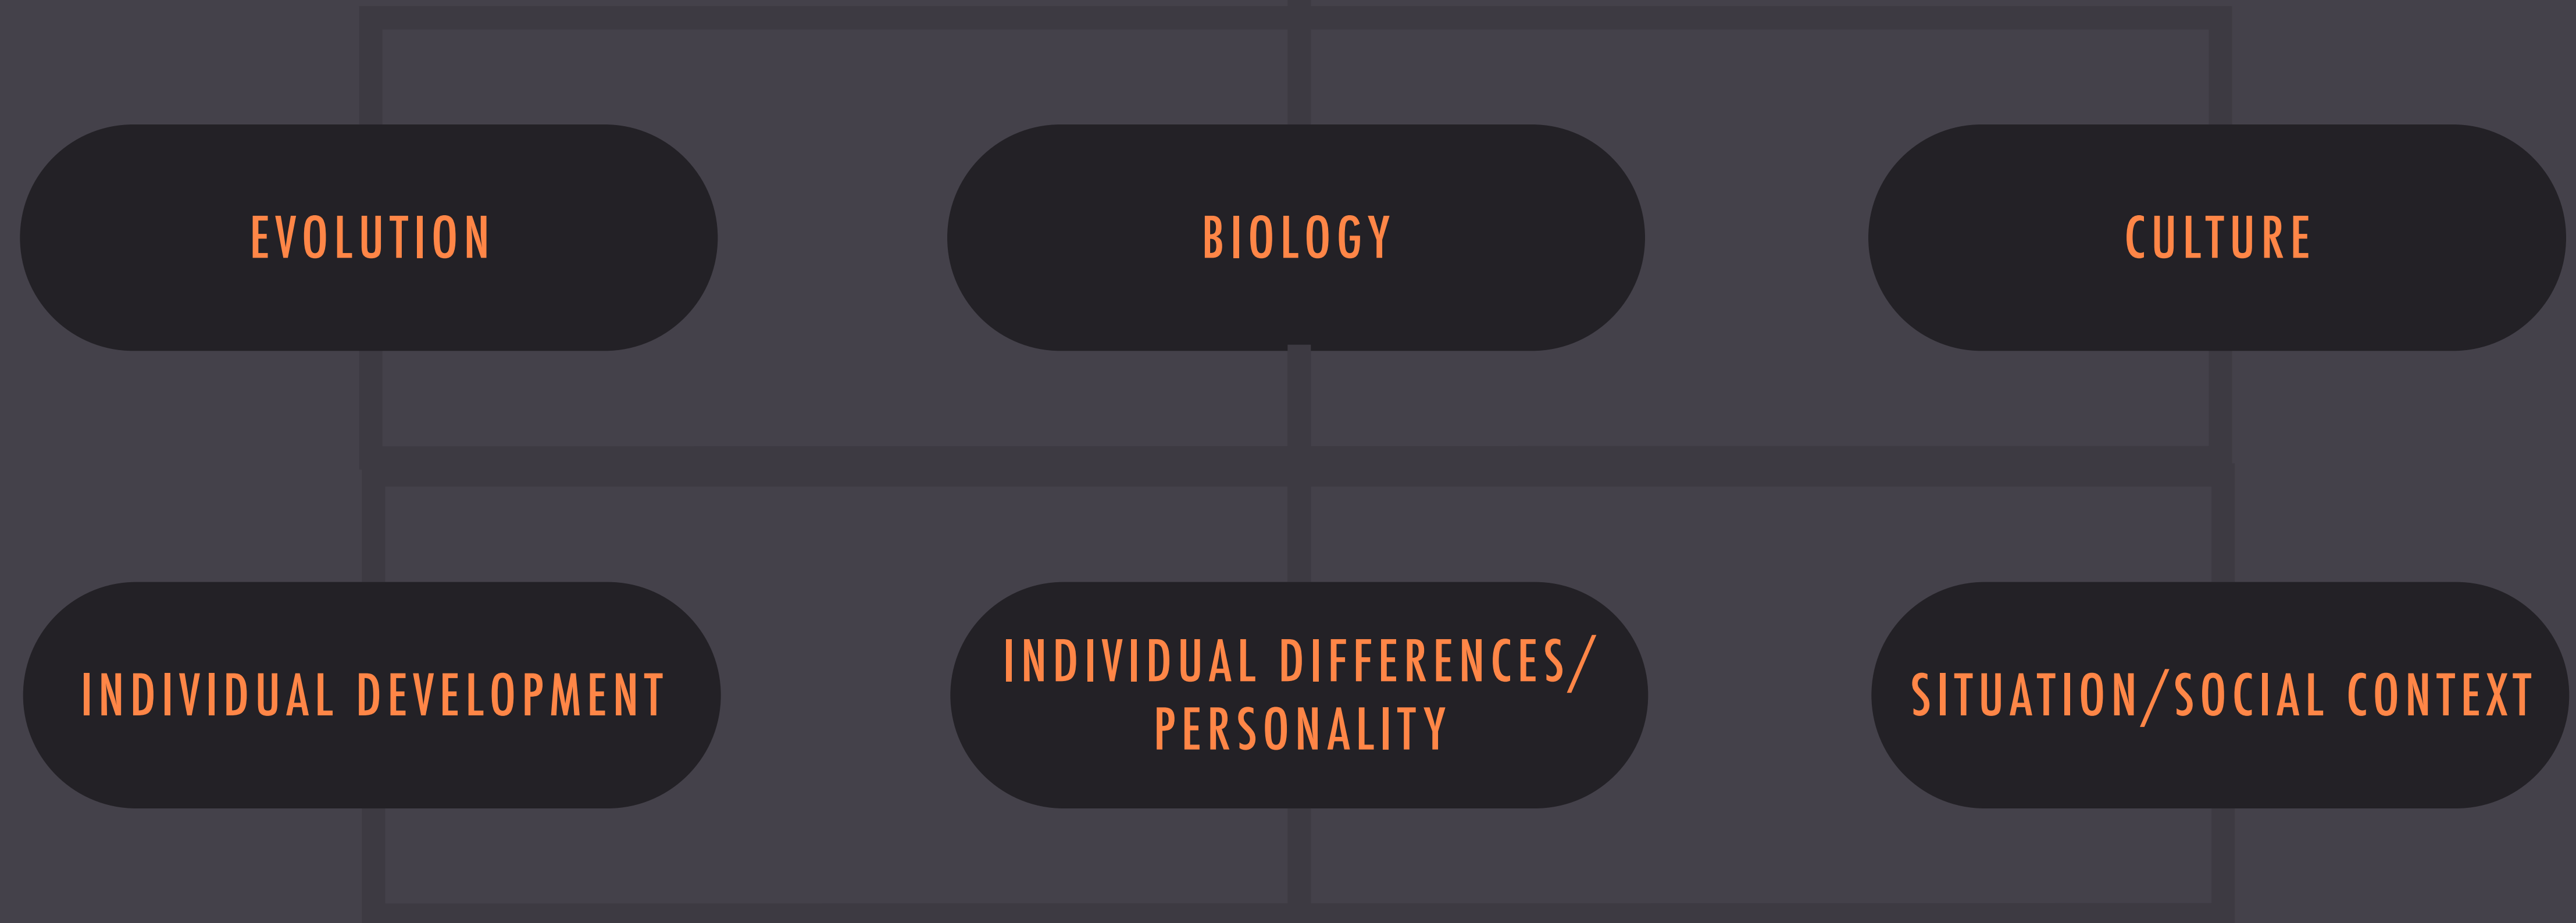 EVOLUTION
BIOLOGY
CULTURE
INDIVIDUAL DEVELOPMENT
INDIVIDUAL DIFFERENCES/
PERSONALITY
SITUATION/SOCIAL CONTEXT